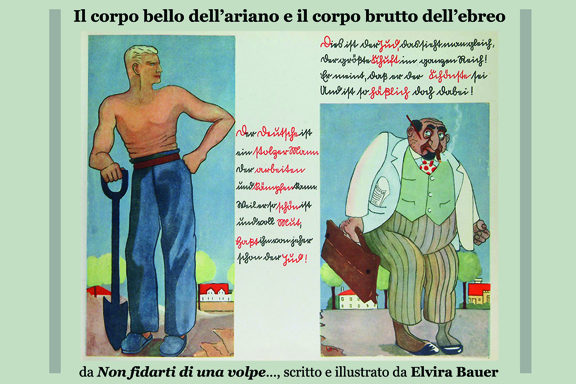 Il corpo bello dell'ariano e il corpo brutto dell'ebreo
Der Deutsche ist
ein stolzer Mann
Der arbeiten
und kämpfen kann.
Weil er so schön ist
und voll Mut,
Haßt ihn von jeher
schon der Jud!
Dies ist der Jud, das sieht man gleich,
Der größte Schuft im ganzen Reich!
Er meint, daß er der Schönste sei
Und ist so häßlich doch dabei!
da Non fidarti di una volpe..., scritto e illustrato da Elvira Bauer